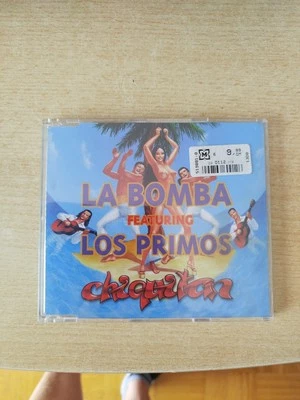 LA BOMBA
FEATURING
LOS PRIMOS
chiquitan
M